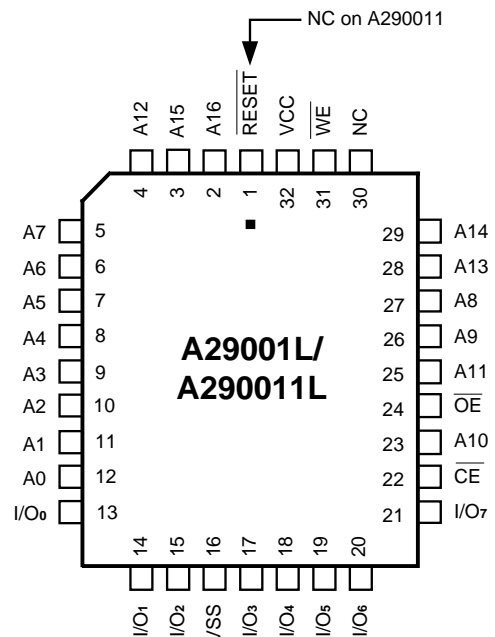 NC on A290011
A12
A15
A16
RESET
VCC
WE
NC
4 3 2 1 32 31 30
A7 5 29 A14
A6 6 28 A13
A5 7 27 A8
A4 8 26 A9
A3 9 25 A11
A2 10 24 OE
A1 11 23 A10
A0 12 22 CE
I/O0 13 21 I/O7
A29001L/
A290011L
14 15 16 17 18 19 20
I/O1
I/O2
/SS
I/O3
I/O4
I/O5
I/O6